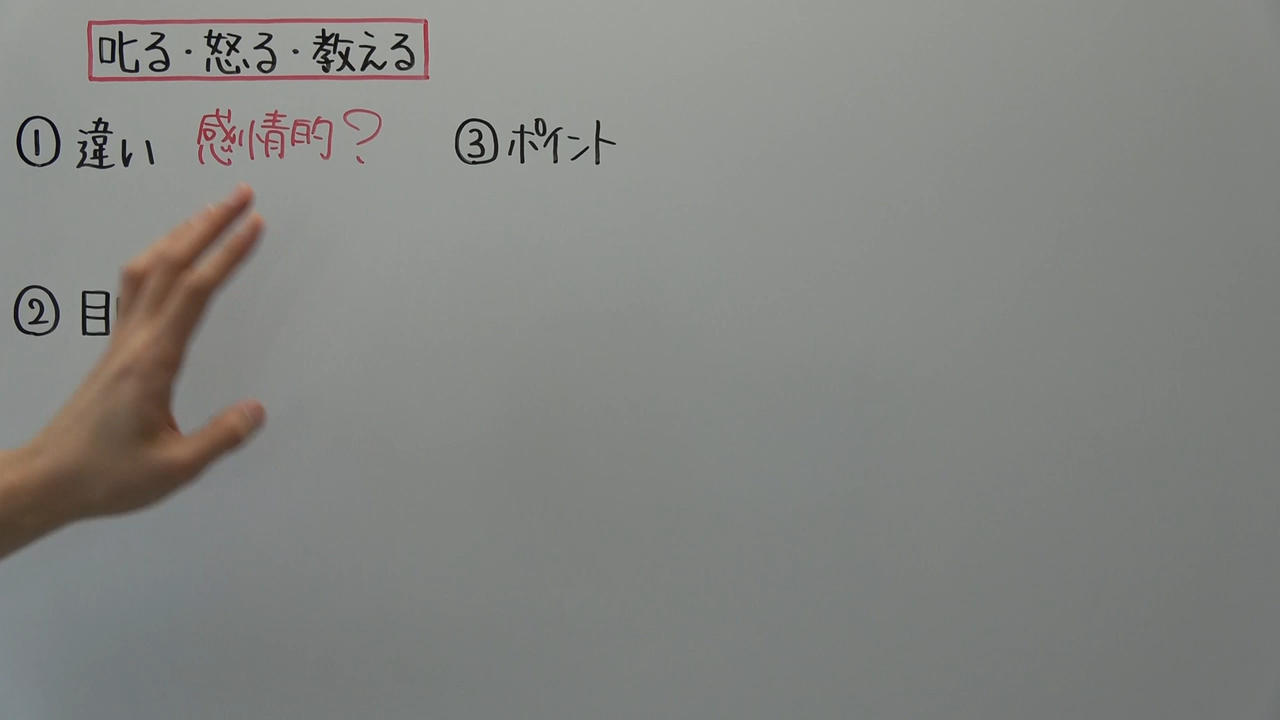 叱る・怒る・教える
① 違い 感情的？
② 目
③ ポイント